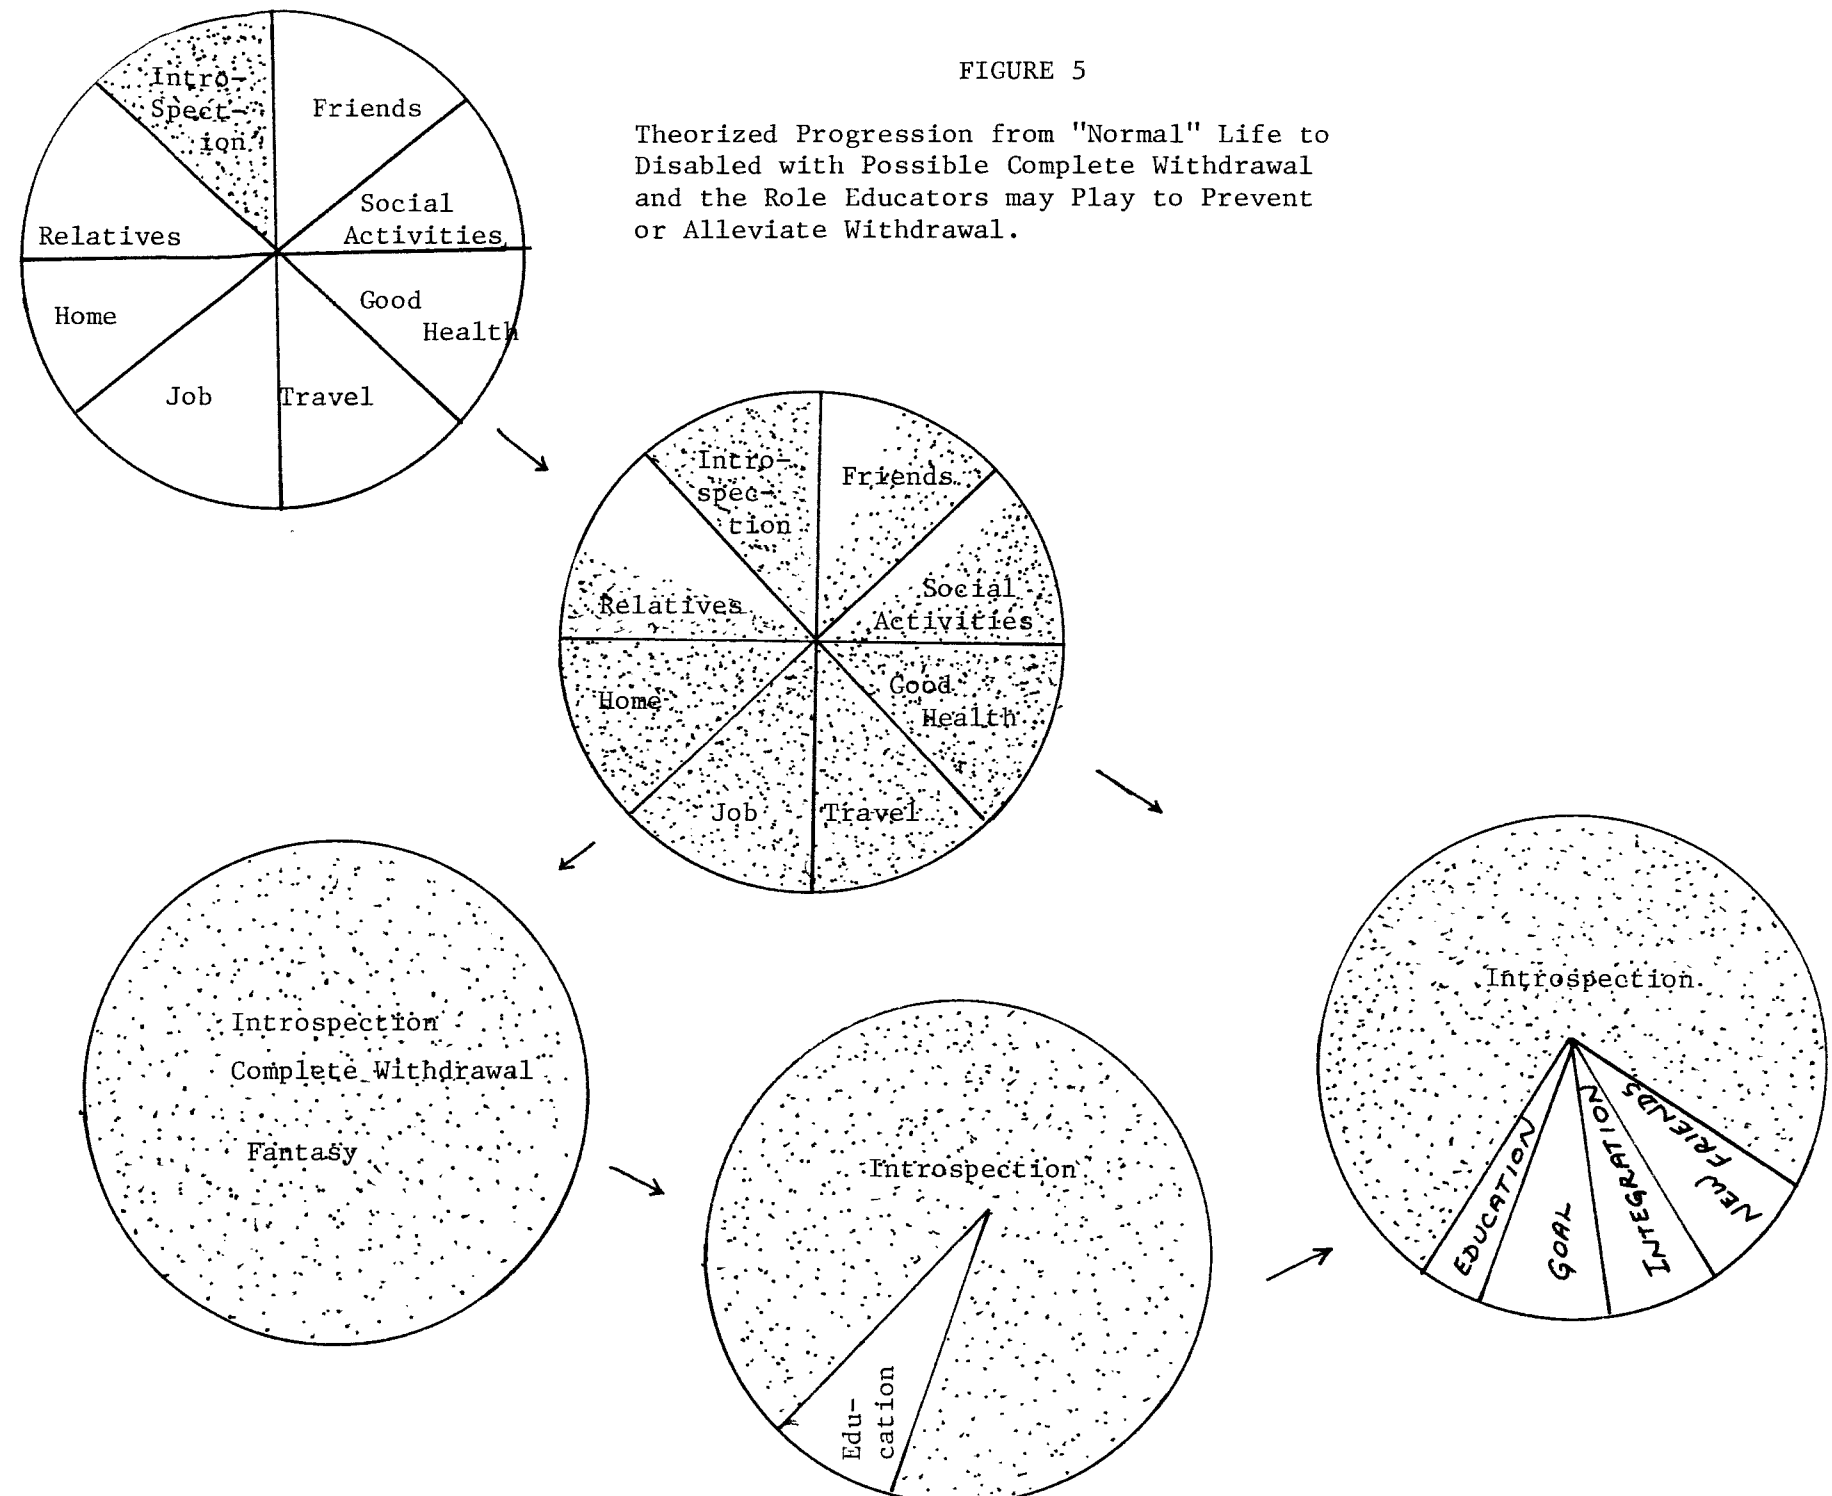 FIGURE 5
Theorized Progression from "Normal" Life to
Disabled with Possible Complete Withdrawal
and the Role Educators may Play to Prevent
or Alleviate Withdrawal.
Intro-
Spect-
ion
Friends
Social
Activities
Good
Health
Travel
Job
Home
Relatives
Intro-
spec-
tion
Friends
Social
Activities
Good
Health
Travel
Job
Home
Relatives
Introspection
Complete Withdrawal
Fantasy
Introspection
Edu-
cation
Introspection
EDUCATION
GOAL
INTEGRATION
NEW FRIENDS